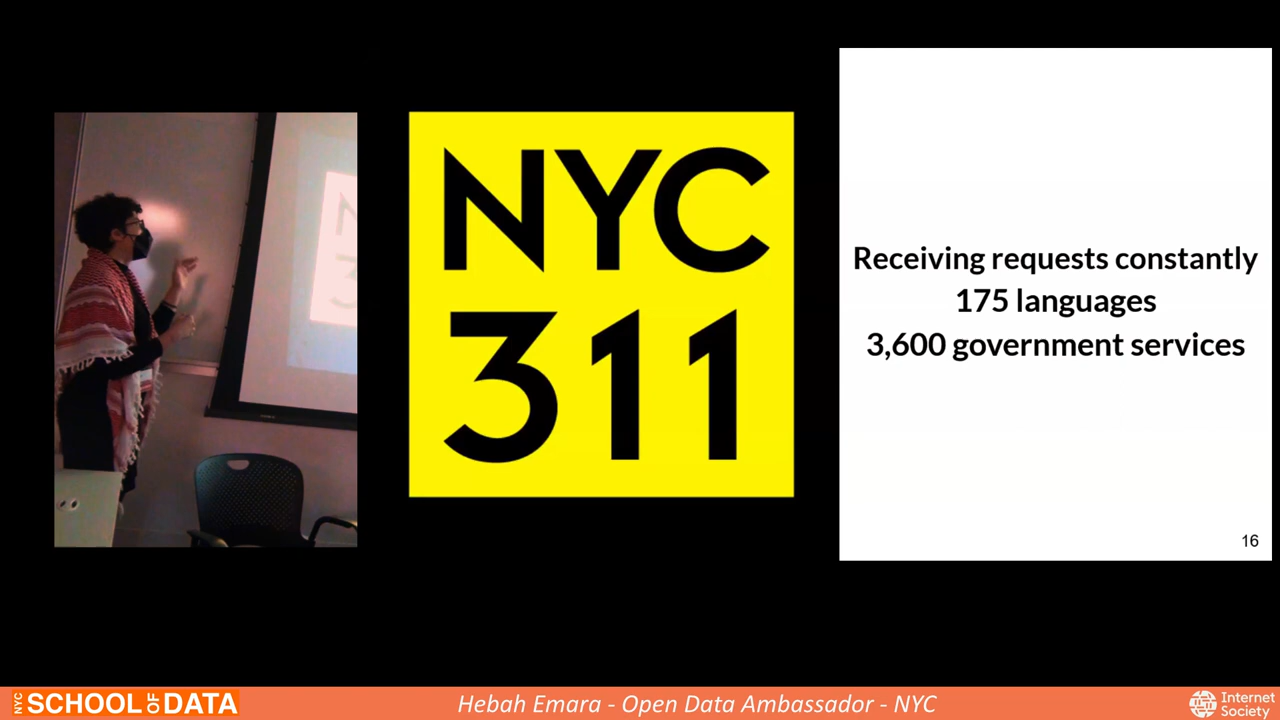 NYC
311
Receiving requests constantly
175 languages
3,600 government services
16
NYC SCHOOL OF DATA
Hebah Emara - Open Data Ambassador - NYC
Internet
Society